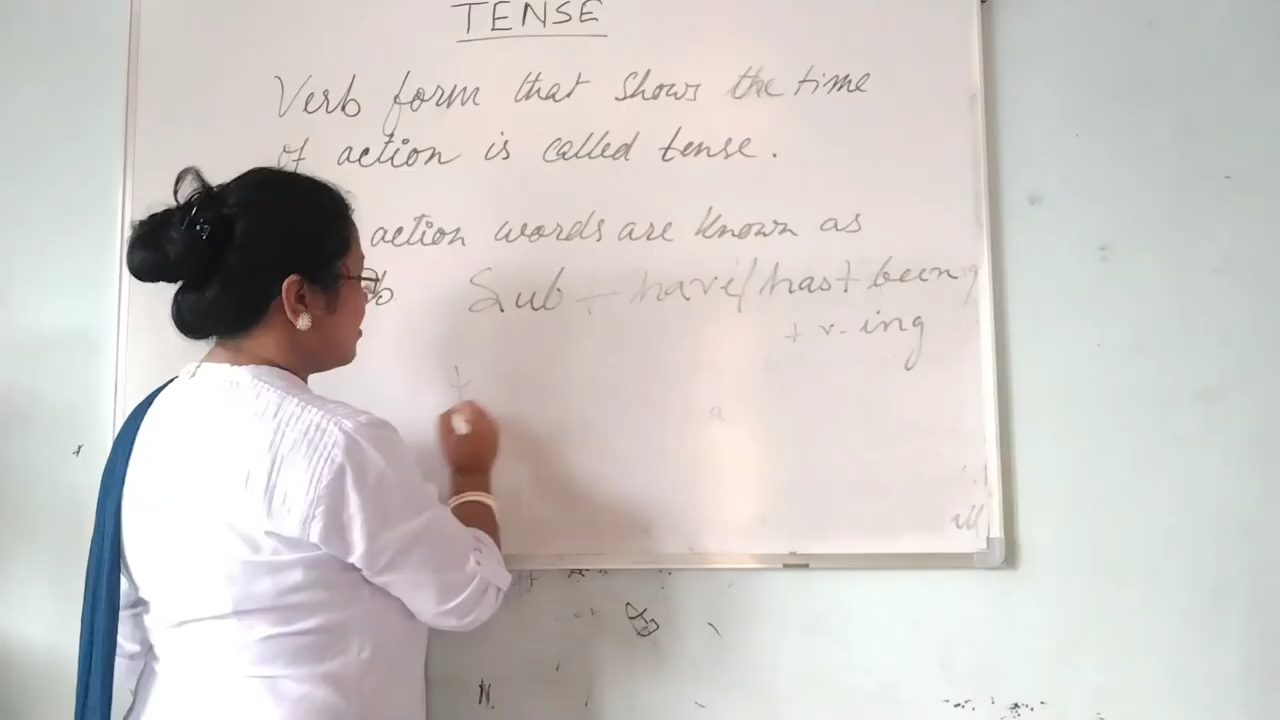 TENSE
Verb form that shows the time
of action is called tense.
action words are known as
Sub - have/has + been
+ v-ing